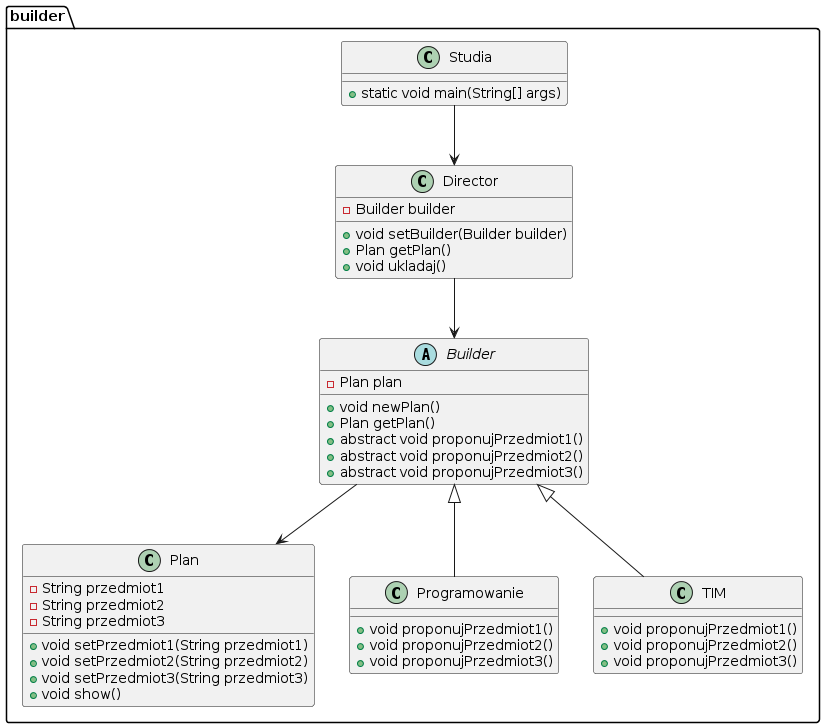 builder
C Studia
static void main(String[] args)
C Director
Builder builder
void setBuilder(Builder builder)
Plan getPlan()
void ukladaj()
A Builder
Plan plan
void newPlan()
Plan getPlan()
abstract void proponujPrzedmiot1()
abstract void proponujPrzedmiot2()
abstract void proponujPrzedmiot3()
C Plan
String przedmiot1
String przedmiot2
String przedmiot3
void setPrzedmiot1(String przedmiot1)
void setPrzedmiot2(String przedmiot2)
void setPrzedmiot3(String przedmiot3)
void show()
C Programowanie
void proponujPrzedmiot1()
void proponujPrzedmiot2()
void proponujPrzedmiot3()
C TIM
void proponujPrzedmiot1()
void proponujPrzedmiot2()
void proponujPrzedmiot3()